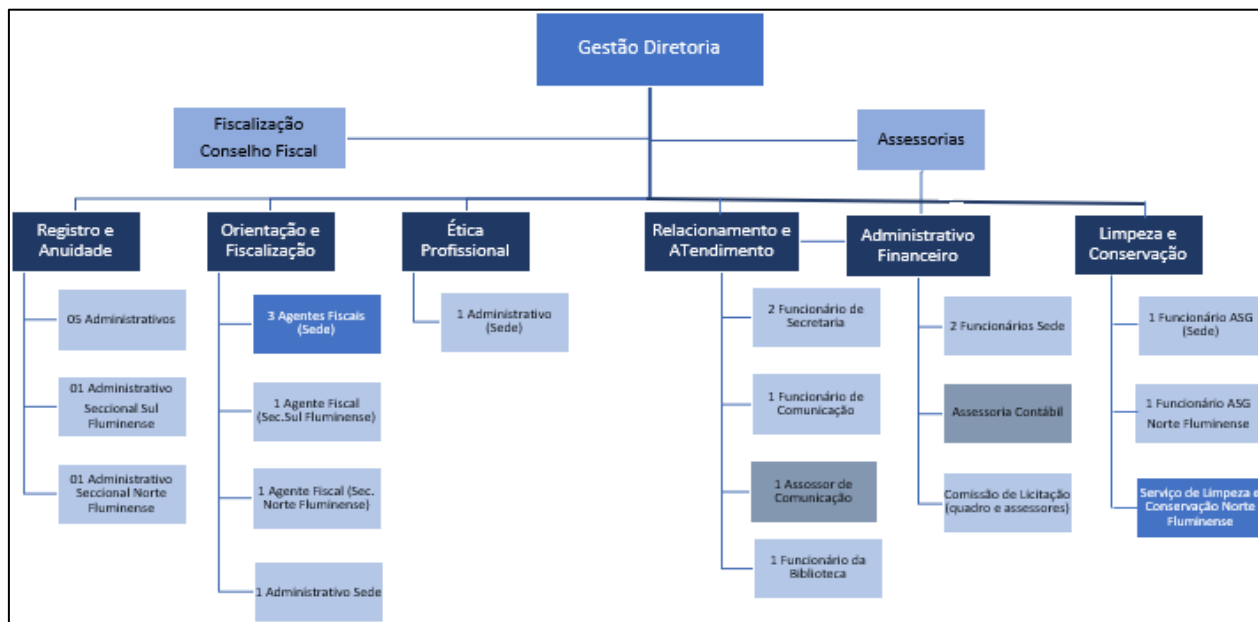 Gestão Diretoria
Fiscalização
Conselho Fiscal
Assessorias
Registro e
Anuidade
Orientação e
Fiscalização
Ética
Profissional
Relacionamento e
ATendimento
Administrativo
Financeiro
Limpeza e
Conservação
05 Administrativos
01 Administrativo
Seccional Sul
Fluminense
01 Administrativo
Seccional Norte
Fluminense
3 Agentes Fiscais
(Sede)
1 Agente Fiscal
(Sec.Sul Fluminense)
1 Agente Fiscal (Sec.
Norte Fluminense)
1 Administrativo Sede
1 Administrativo
(Sede)
2 Funcionário de
Secretaria
1 Funcionário de
Comunicação
1 Assossor de
Comunicação
1 Funcionário da
Biblioteca
2 Funcionários Sede
Assessoria Contábil
Comissão de Licitação
(quadro e assessores)
1 Funcionário ASG
(Sede)
1 Funcionário ASG
Norte Fluminense
Serviço de Limpeza e
Conservação Norte
Fluminense